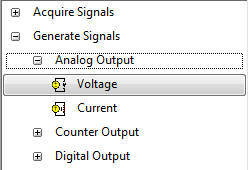 Acquire Signals
Generate Signals
Analog Output
Voltage
Current
Counter Output
Digital Output